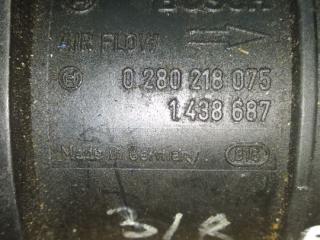 BOSCH
AIR FLOW
0 280 218 075
1 438 687
Made in Germany